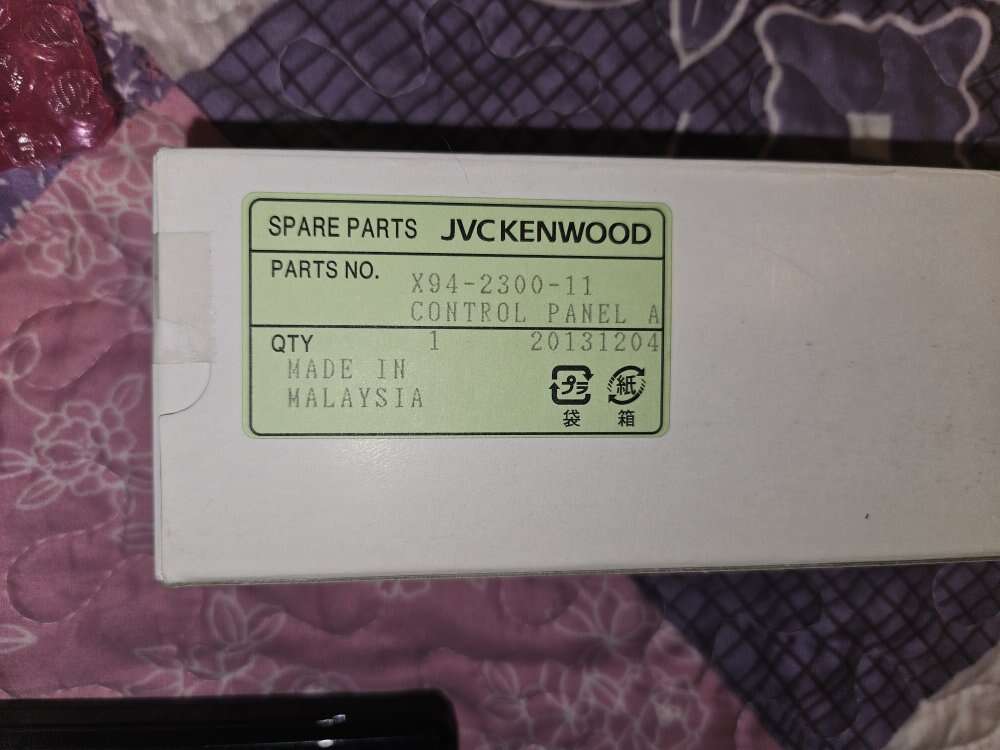 SPARE PARTS JVCKENWOOD
PARTS NO. X94-2300-11
CONTROL PANEL A
QTY 1 20131204
MADE IN
MALAYSIA
プラ 紙
袋 箱